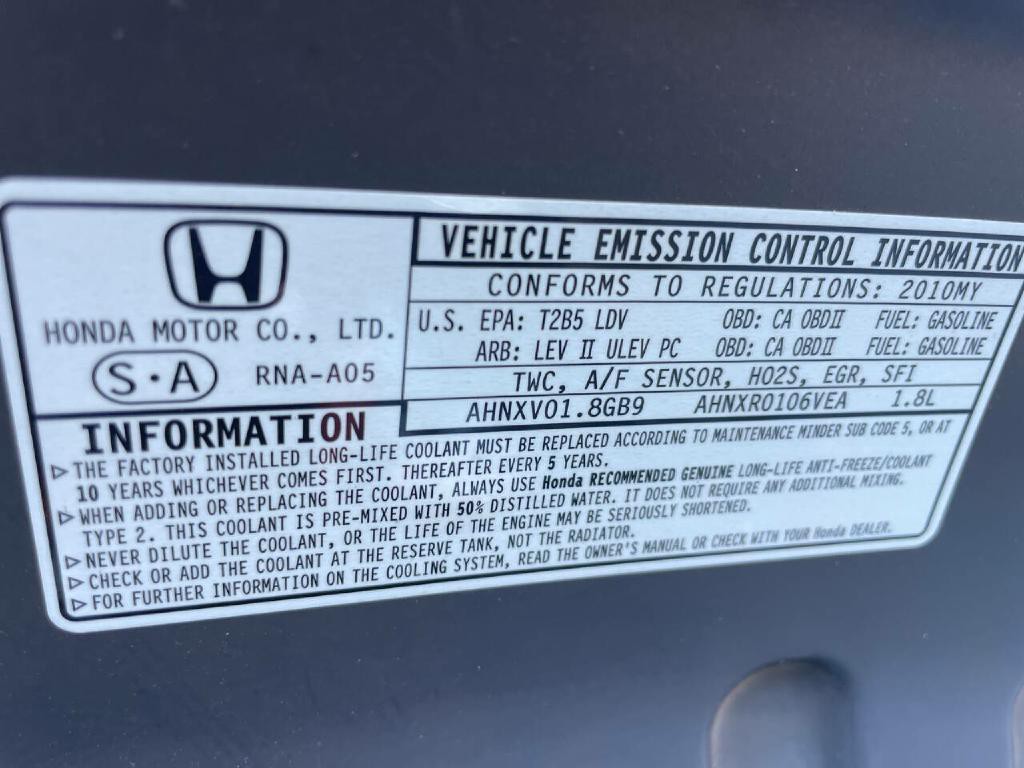 HONDA MOTOR CO., LTD.
S·A RNA-A05
VEHICLE EMISSION CONTROL INFORMATION
CONFORMS TO REGULATIONS: 2010MY
U.S. EPA: T2B5 LDV OBD: CA OBDII FUEL: GASOLINE
ARB: LEV II ULEV PC OBD: CA OBDII FUEL: GASOLINE
TWC, A/F SENSOR, HO2S, EGR, SFI
AHNXV01.8GB9 AHNXR0106VEA 1.8L
INFORMATION
▷ THE FACTORY INSTALLED LONG-LIFE COOLANT MUST BE REPLACED ACCORDING TO MAINTENANCE MINDER SUB CODE 5, OR AT
10 YEARS WHICHEVER COMES FIRST. THEREAFTER EVERY 5 YEARS.
▷ WHEN ADDING OR REPLACING THE COOLANT, ALWAYS USE Honda RECOMMENDED GENUINE LONG-LIFE ANTI-FREEZE/COOLANT
TYPE 2. THIS COOLANT IS PRE-MIXED WITH 50% DISTILLED WATER. IT DOES NOT REQUIRE ANY ADDITIONAL MIXING.
▷ NEVER DILUTE THE COOLANT, OR THE LIFE OF THE ENGINE MAY BE SERIOUSLY SHORTENED.
▷ CHECK OR ADD THE COOLANT AT THE RESERVE TANK, NOT THE RADIATOR.
▷ FOR FURTHER INFORMATION ON THE COOLING SYSTEM, READ THE OWNER'S MANUAL OR CHECK WITH YOUR Honda DEALER.